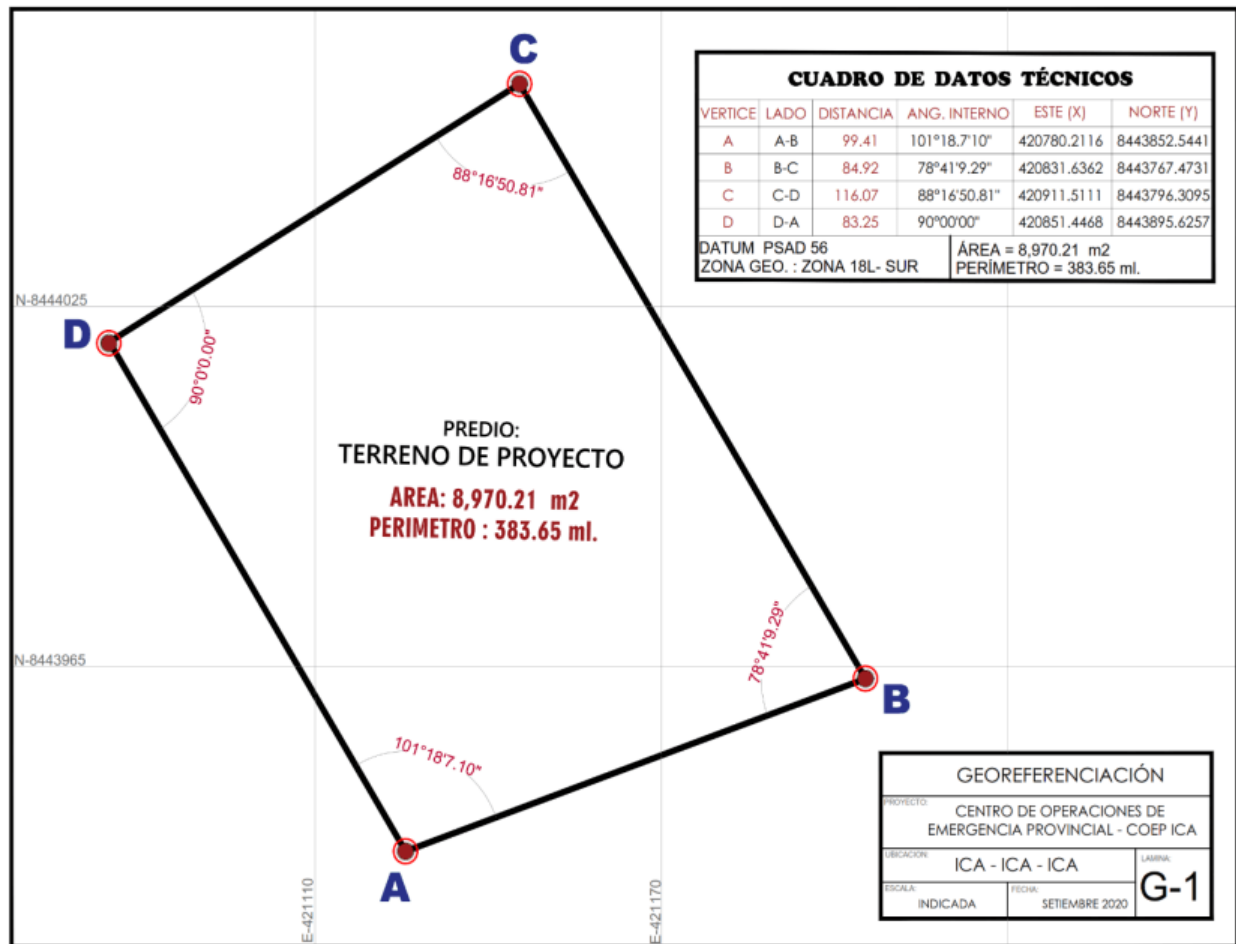 C
CUADRO DE DATOS TÉCNICOS
VERTICE LADO DISTANCIA ANG. INTERNO ESTE (X) NORTE (Y)
A A-B 99.41 101°18.7'10" 420780.2116 8443852.5441
B B-C 84.92 78°41'9.29" 420831.6362 8443767.4731
C C-D 116.07 88°16'50.81" 420911.5111 8443796.3095
D D-A 83.25 90°00'00" 420851.4468 8443895.6257
DATUM PSAD 56
ZONA GEO. : ZONA 18L- SUR
ÁREA = 8,970.21 m2
PERÍMETRO = 383.65 ml.
88°16'50.81"
N-8444025
D
90°0'0.00"
PREDIO:
TERRENO DE PROYECTO
AREA: 8,970.21 m2
PERIMETRO : 383.65 ml.
78°41'9.29"
N-8443965
B
101°18'7.10"
A
E-421110
E-421170
GEOREFERENCIACIÓN
PROYECTO:
CENTRO DE OPERACIONES DE
EMERGENCIA PROVINCIAL - COEP ICA
UBICACION:
ICA - ICA - ICA
LAMINA:
G-1
ESCALA:
INDICADA
FECHA:
SETIEMBRE 2020